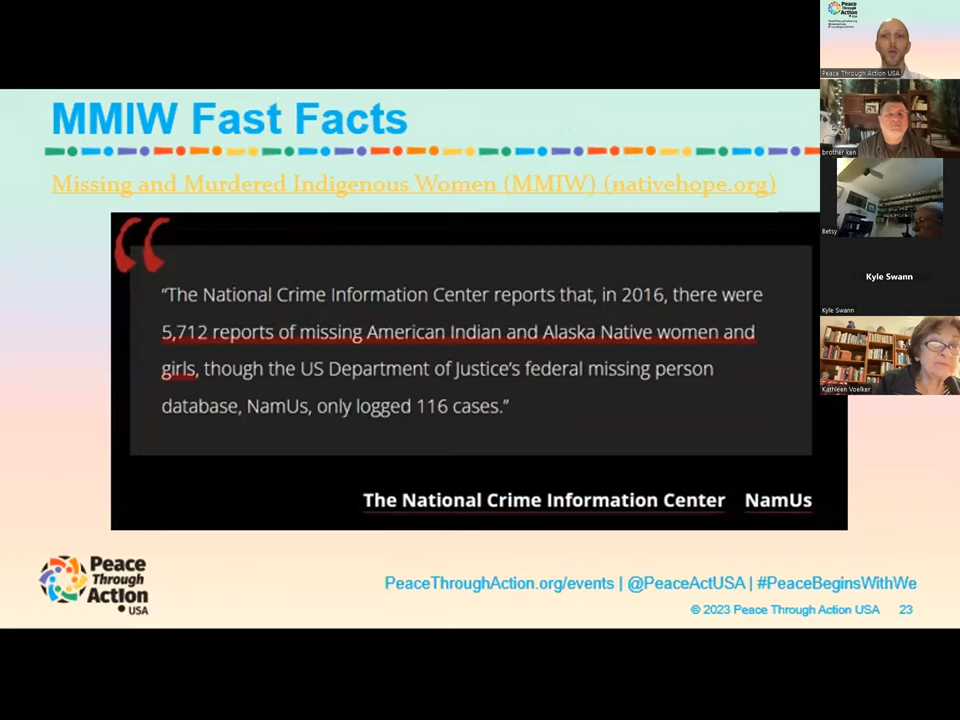 MMIW Fast Facts
Missing and Murdered Indigenous Women (MMIW) (nativehope.org)
“The National Crime Information Center reports that, in 2016, there were
5,712 reports of missing American Indian and Alaska Native women and
girls, though the US Department of Justice’s federal missing person
database, NamUs, only logged 116 cases.”
The National Crime Information Center NamUs
Peace
Through
Action
USA
PeaceThroughAction.org/events | @PeaceActUSA | #PeaceBeginsWithWe
© 2023 Peace Through Action USA 23
Peace
Through
Action
USA
Peace Through Action USA
brother ken
Betsy
Kyle Swann
Kyle Swann
Kathleen Voelker